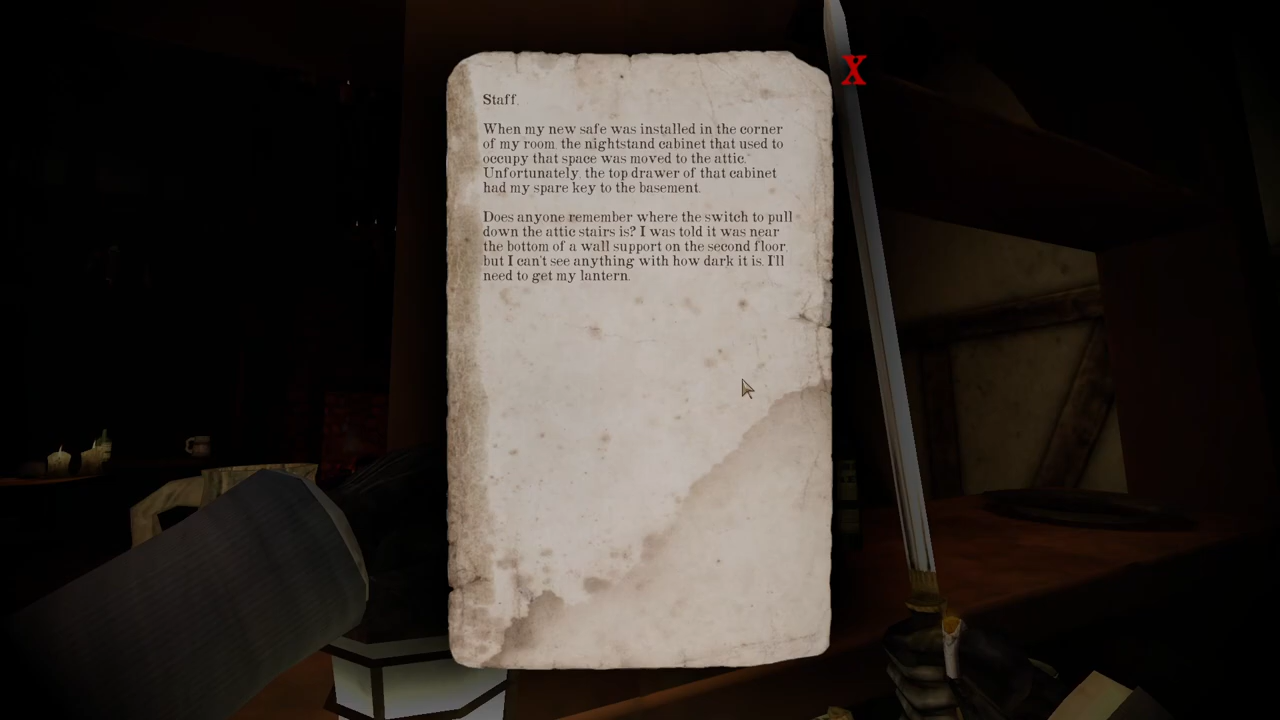 Staff,
When my new safe was installed in the corner
of my room, the nightstand cabinet that used to
occupy that space was moved to the attic.
Unfortunately, the top drawer of that cabinet
had my spare key to the basement.
Does anyone remember where the switch to pull
down the attic stairs is? I was told it was near
the bottom of a wall support on the second floor,
but I can't see anything with how dark it is. I'll
need to get my lantern.
X